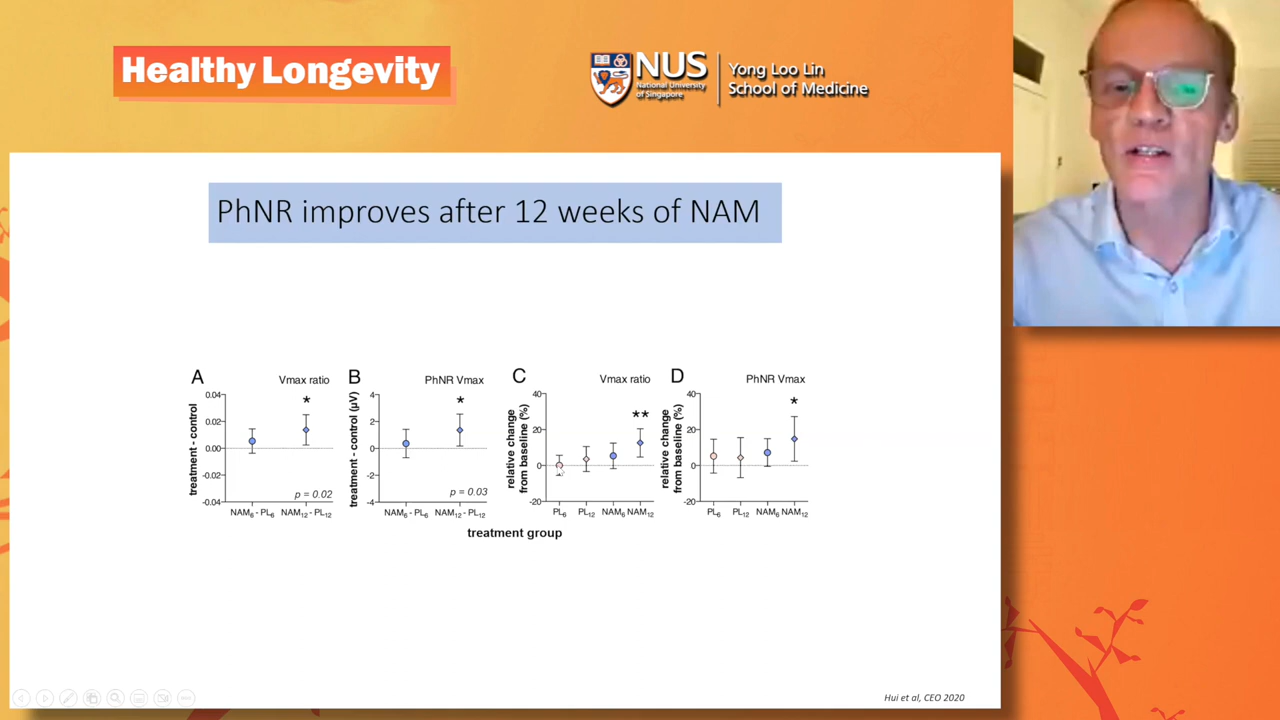 Healthy Longevity
NUS
National University
of Singapore
Yong Loo Lin
School of Medicine
PhNR improves after 12 weeks of NAM
A
Vmax ratio
treatment - control
0.04
0.02
0.00
-0.02
-0.04
p = 0.02
NAM6 - PL6
NAM12 - PL12
B
PhNR Vmax
treatment - control (µV)
4
2
0
-2
-4
p = 0.03
NAM6 - PL6
NAM12 - PL12
C
Vmax ratio
relative change
from baseline (%)
40
20
0
-20
*
**
PL6
PL12
NAM6
NAM12
D
PhNR Vmax
relative change
from baseline (%)
40
20
0
-20
*
PL6
PL12
NAM6
NAM12
treatment group
Hui et al, CEO 2020